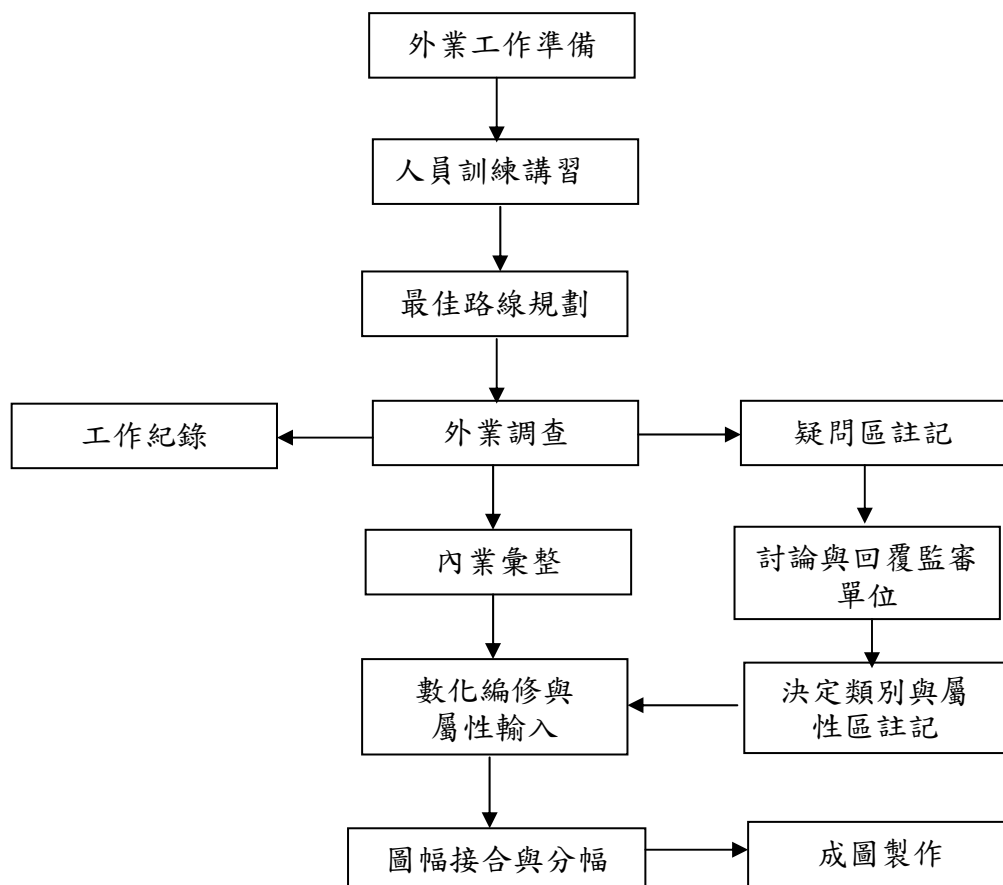 外業工作準備
人員訓練講習
最佳路線規劃
工作紀錄
外業調查
疑問區註記
內業彙整
討論與回覆監審
單位
數化編修與
屬性輸入
決定類別與屬
性區註記
圖幅接合與分幅
成圖製作